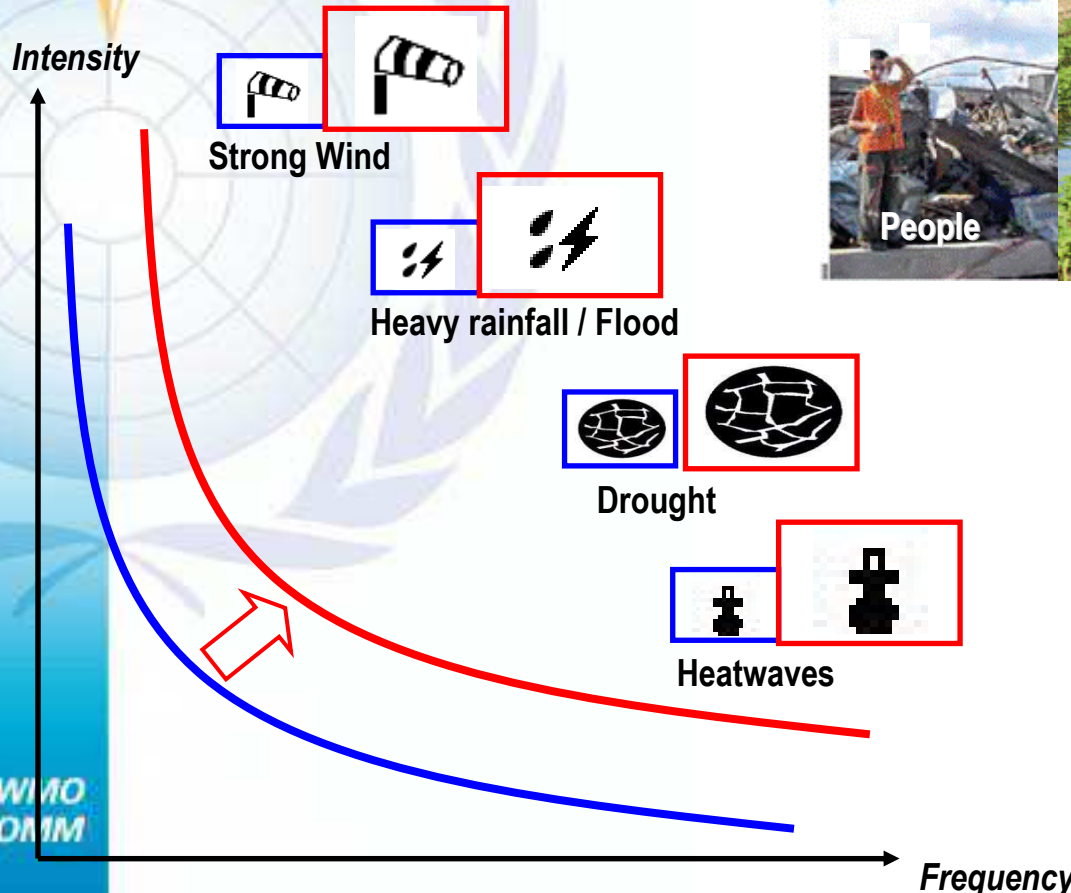 Intensity
Strong Wind
People
Heavy rainfall / Flood
Drought
Heatwaves
WMO
OMM
Frequency